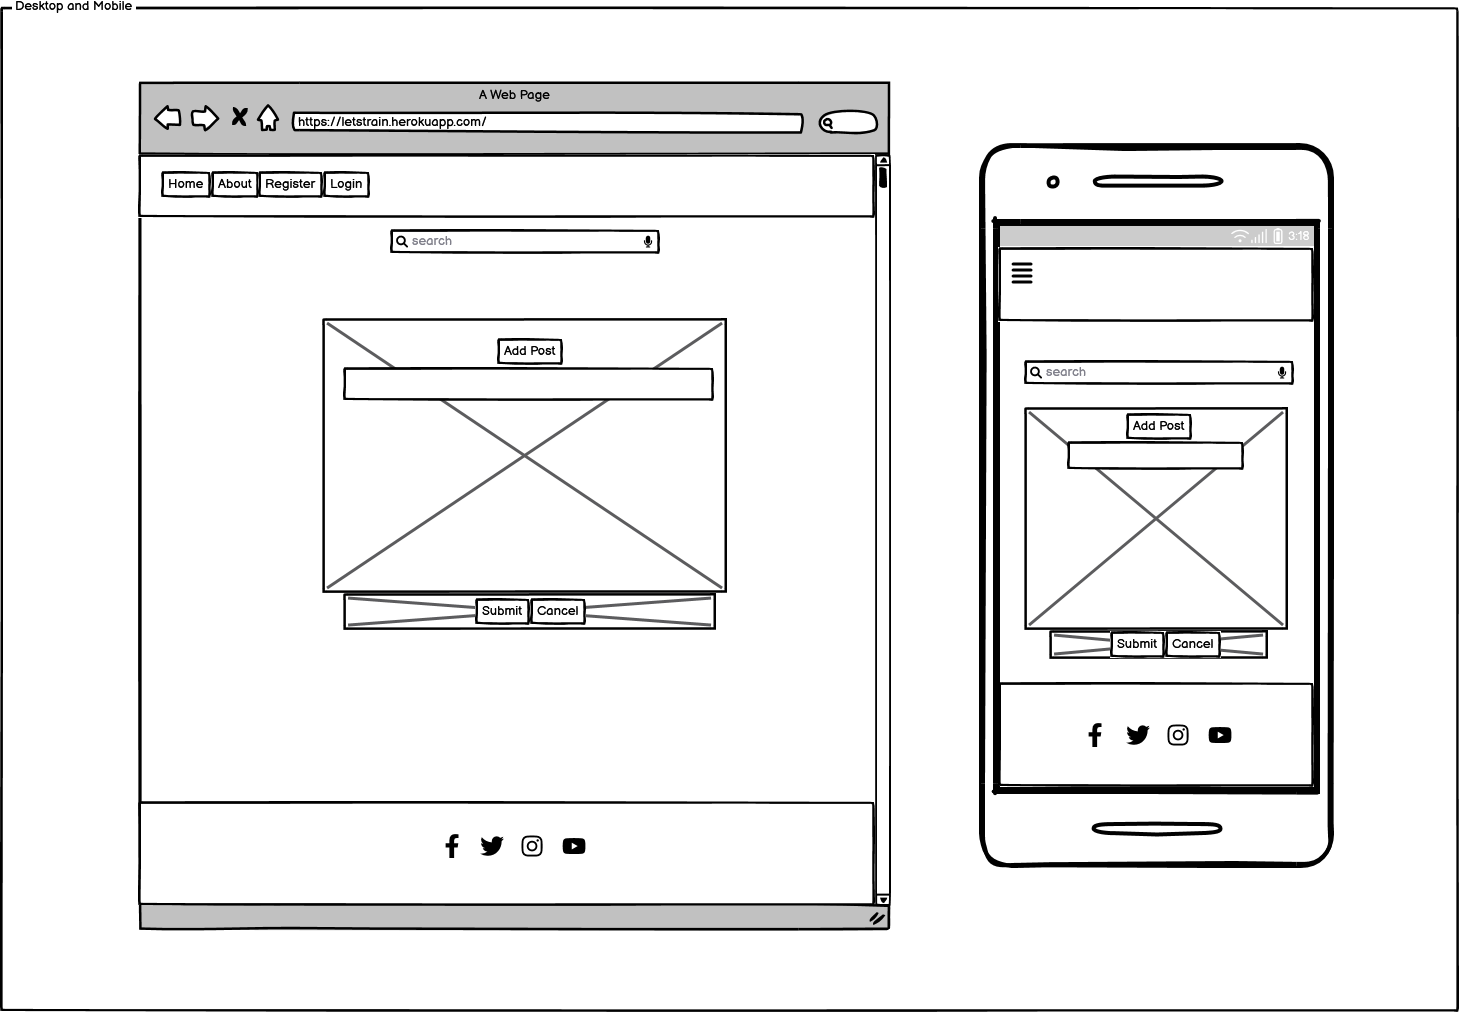 Desktop and Mobile
A Web Page
https://letstrain.herokuapp.com/
Home About Register Login
search
Add Post
Submit Cancel
3:18
search
Add Post
Submit Cancel